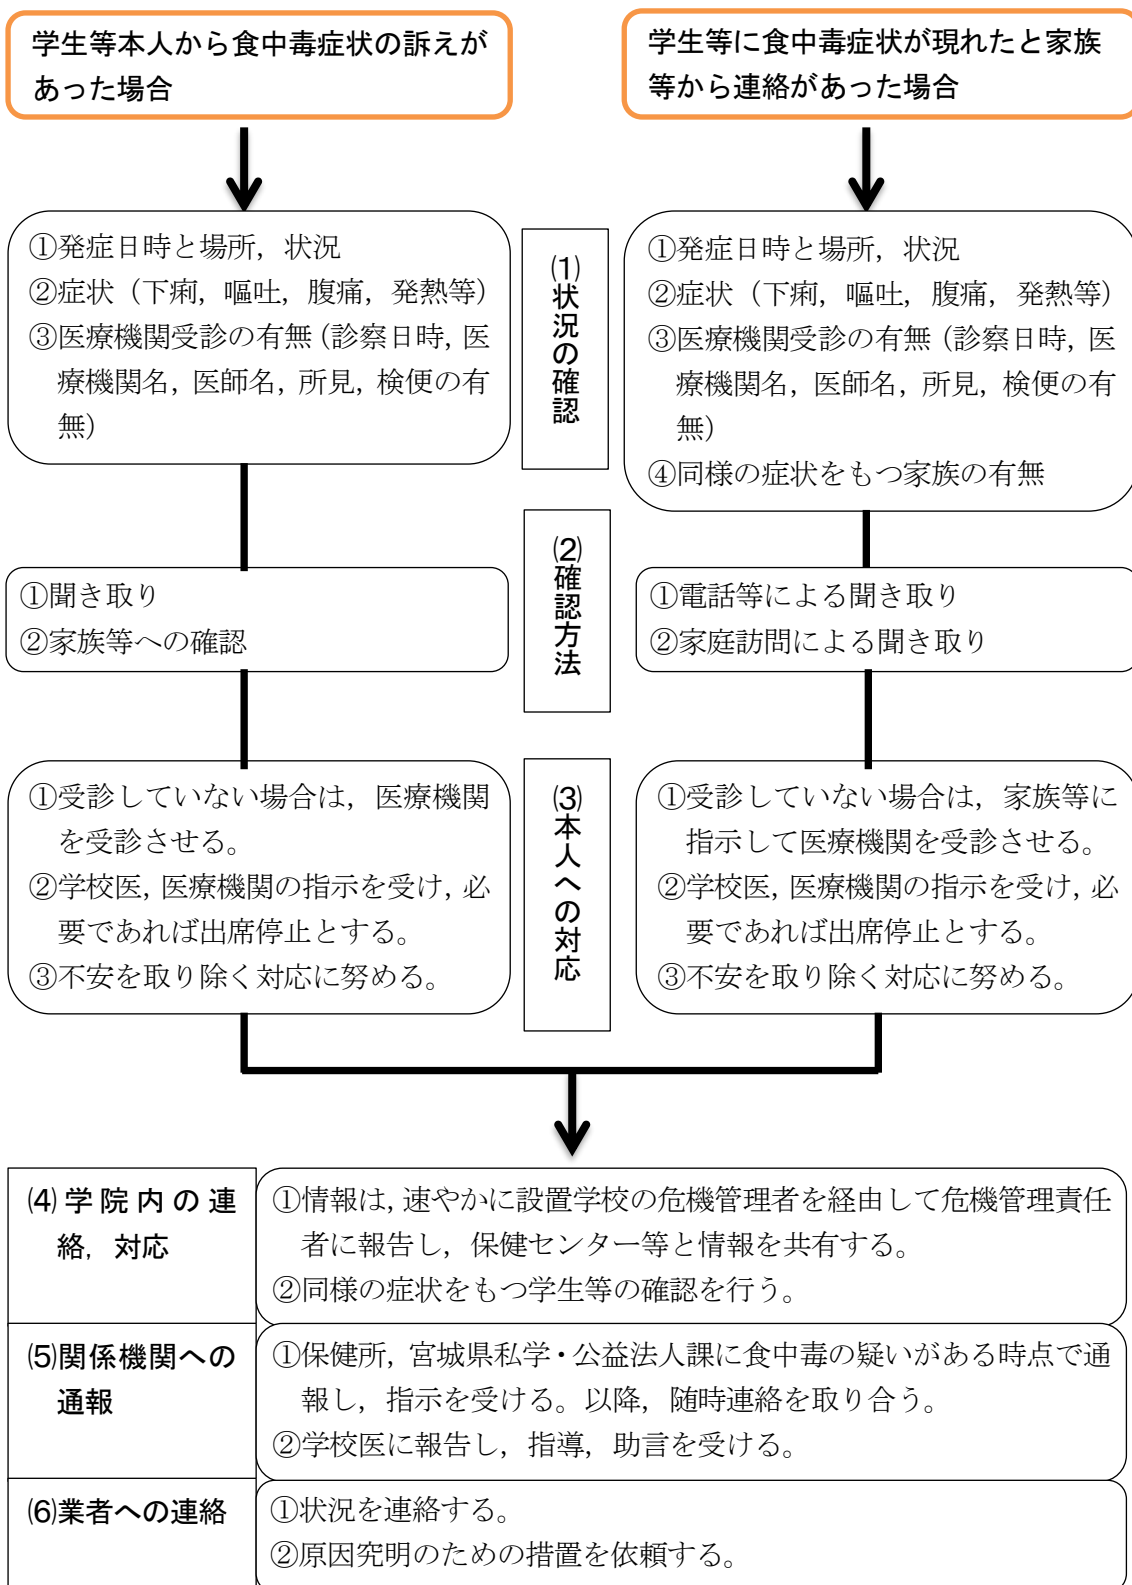 学生等本人から食中毒症状の訴えが
あった場合
学生等に食中毒症状が現れたと家族
等から連絡があった場合
①発症日時と場所，状況
②症状（下痢，嘔吐，腹痛，発熱等）
③医療機関受診の有無（診察日時，医
療機関名，医師名，所見，検便の有
無）
⑴状況の確認
①発症日時と場所，状況
②症状（下痢，嘔吐，腹痛，発熱等）
③医療機関受診の有無（診察日時，医
療機関名，医師名，所見，検便の有
無）
④同様の症状をもつ家族の有無
①聞き取り
②家族等への確認
⑵確認方法
①電話等による聞き取り
②家庭訪問による聞き取り
①受診していない場合は，医療機関
を受診させる。
②学校医，医療機関の指示を受け，必
要であれば出席停止とする。
③不安を取り除く対応に努める。
⑶本人への対応
①受診していない場合は，家族等に
指示して医療機関を受診させる。
②学校医，医療機関の指示を受け，必
要であれば出席停止とする。
③不安を取り除く対応に努める。
⑷学院内の連
絡，対応
①情報は，速やかに設置学校の危機管理者を経由して危機管理責任
者に報告し，保健センター等と情報を共有する。
②同様の症状をもつ学生等の確認を行う。
⑸関係機関への
通報
①保健所，宮城県私学・公益法人課に食中毒の疑いがある時点で通
報し，指示を受ける。以降，随時連絡を取り合う。
②学校医に報告し，指導，助言を受ける。
⑹業者への連絡
①状況を連絡する。
②原因究明のための措置を依頼する。